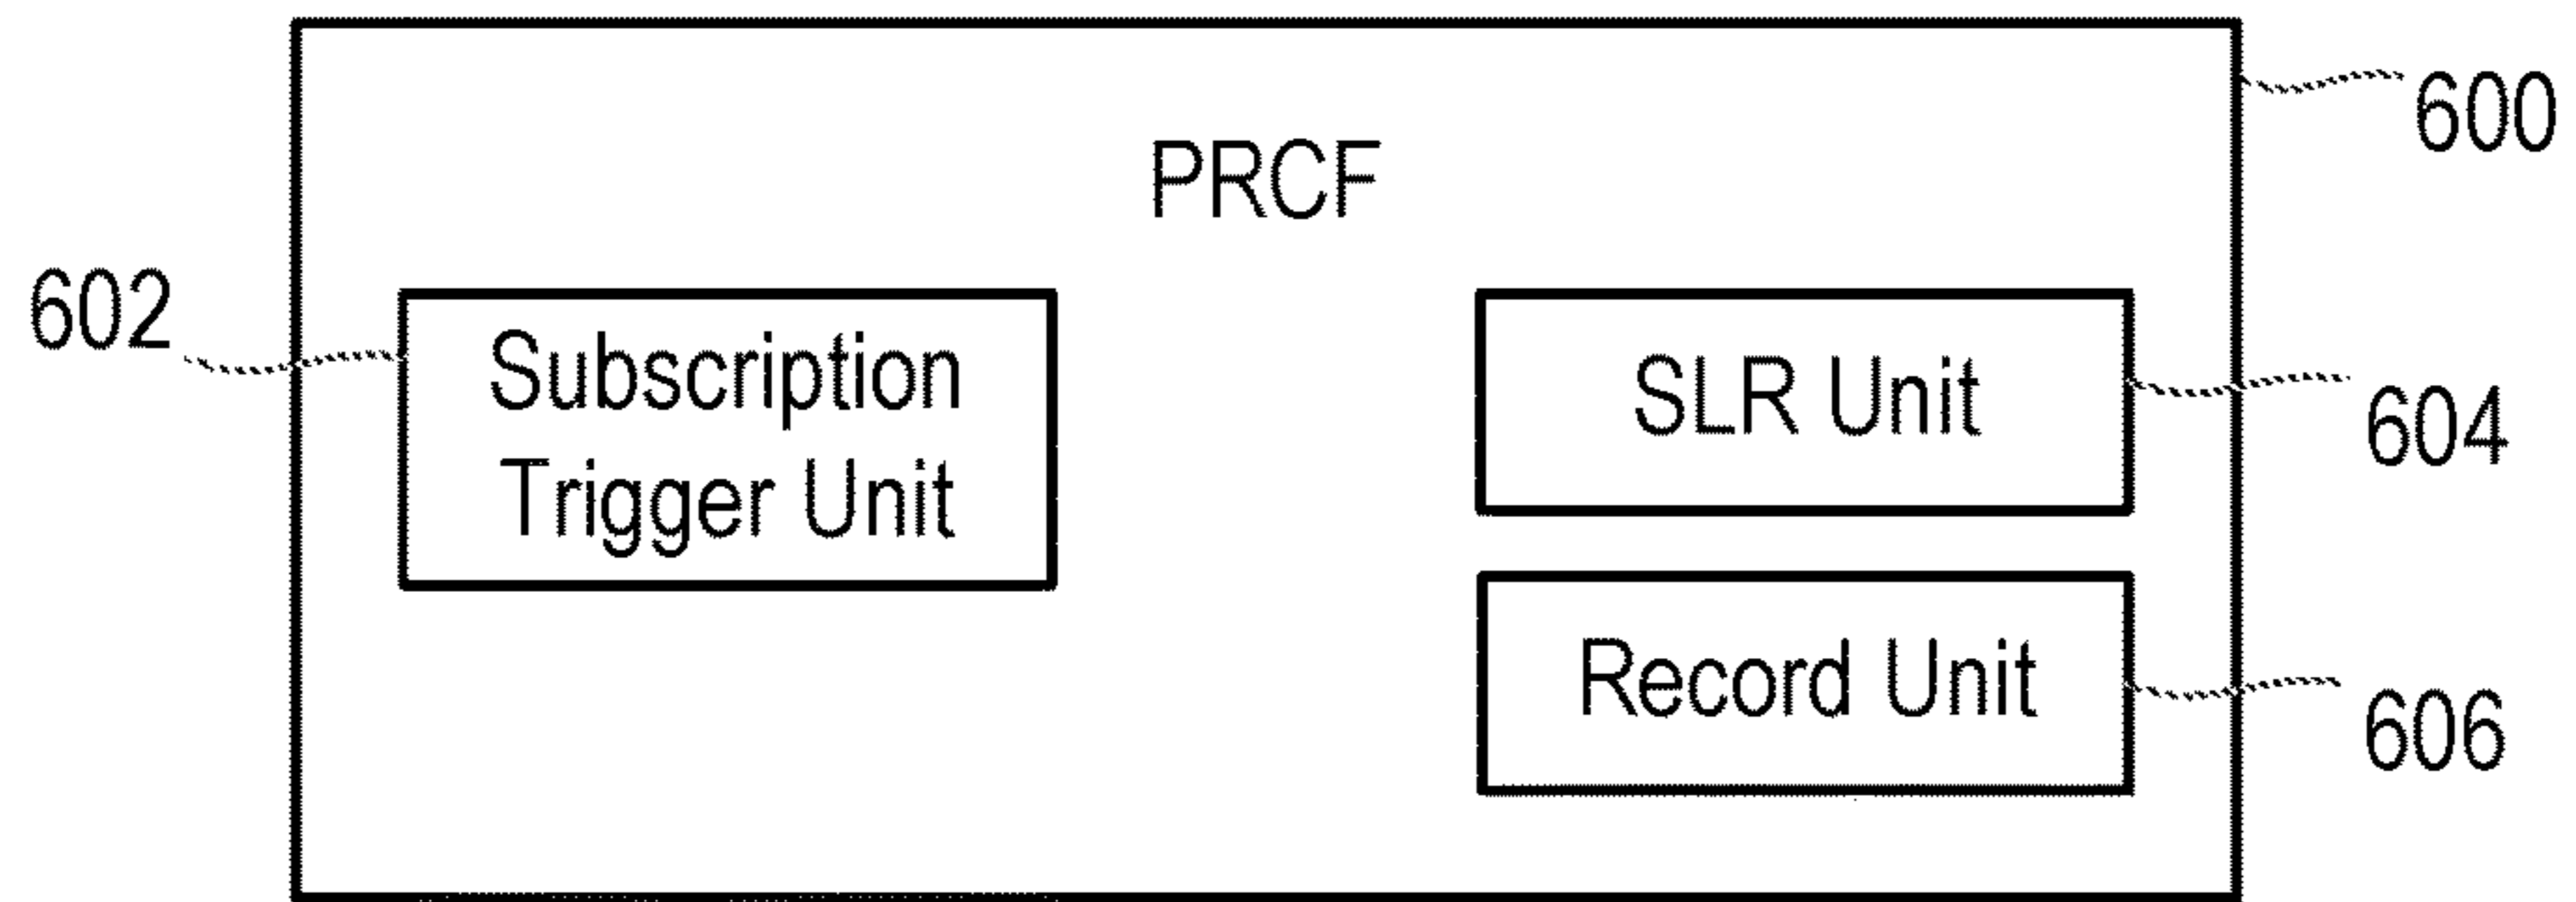 600
PRCF
602
Subscription
Trigger Unit
SLR Unit
604
Record Unit
606